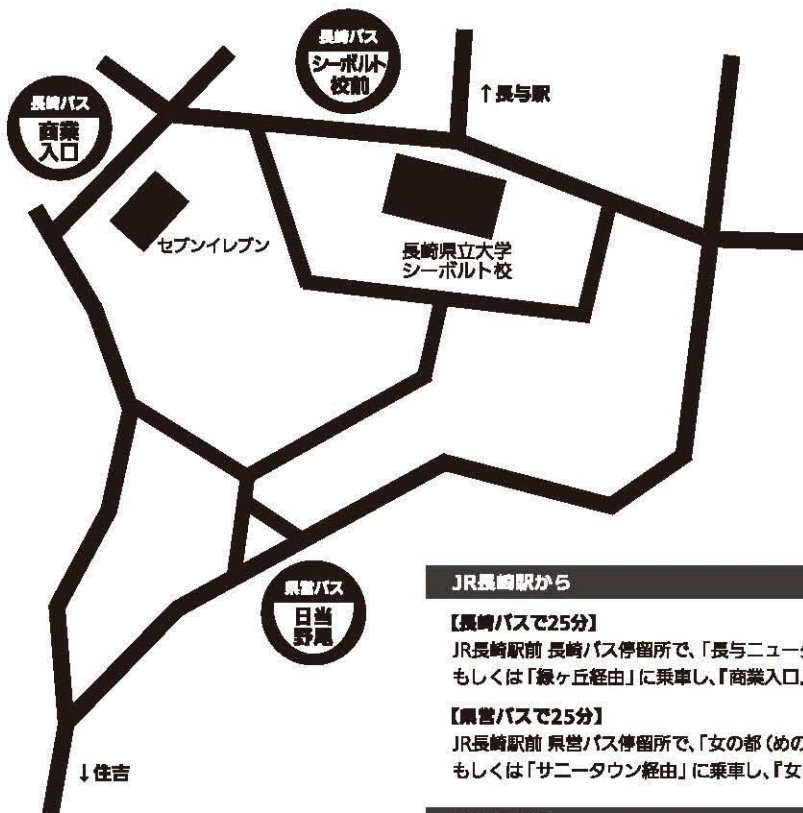 長崎バス
シーボルト
校前
↑長与駅
長崎バス
商業
入口
セブンイレブン
長崎県立大学
シーボルト校
県営バス
日当
野尾
↓住吉
JR長崎駅から
【長崎バスで25分】
JR長崎駅前 長崎バス停留所で、「長与ニュー
もしくは「緑ヶ丘経由」に乗車し、『商業入口
【県営バスで25分】
JR長崎駅前 県営バス停留所で、「女の都（めの
もしくは「サニータウン経由」に乗車し、『女